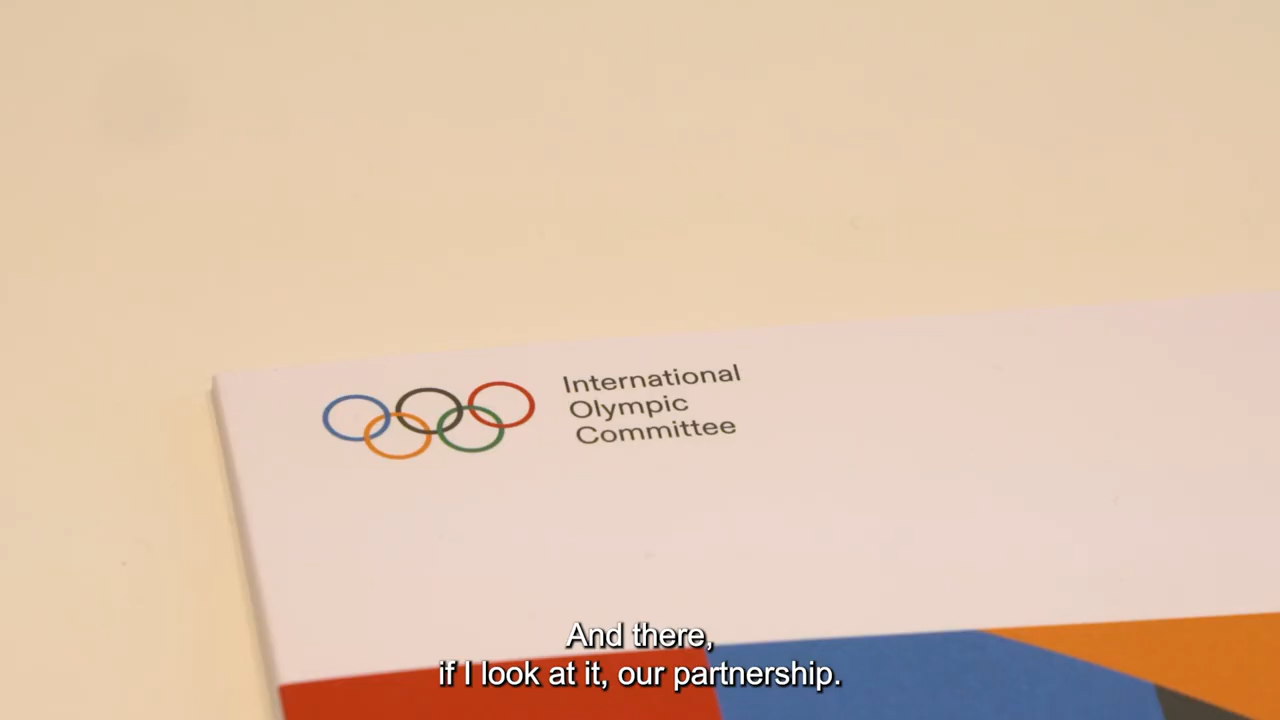 International
Olympic
Committee
And there,
if I look at it, our partnership.